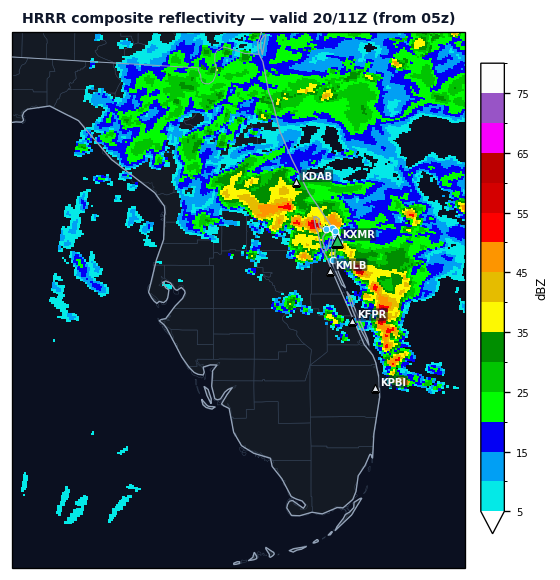 HRRR composite reflectivity — valid 20/11Z (from 05z)
KDAB
KXMR
KMLB
KFPR
KPBI
75
65
55
45
35
25
15
5
dBZ